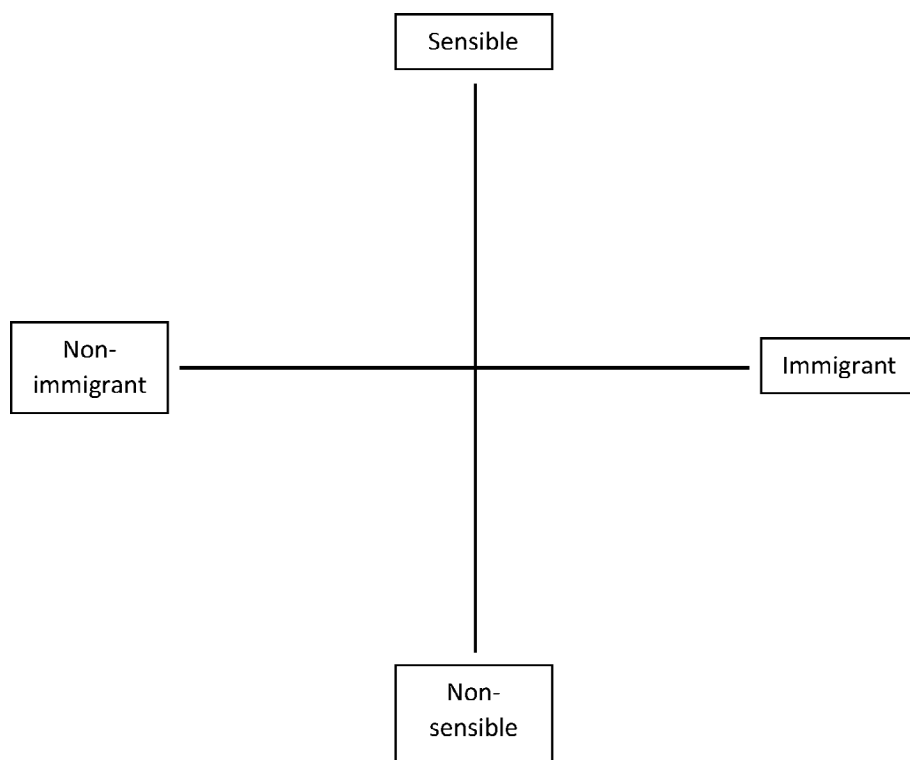 Sensible
Non-
immigrant
Immigrant
Non-
sensible